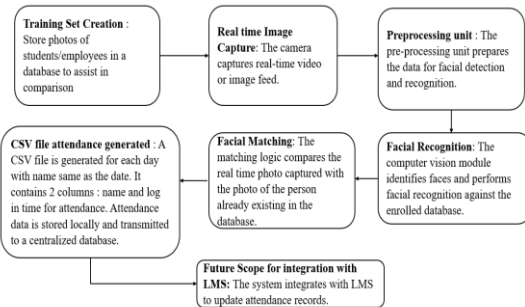 Training Set Creation :
Store photos of
students/employees in a
database to assist in
comparison
Real time Image
Capture: The camera
captures real-time video
or image feed.
Preprocessing unit : The
pre-processing unit prepares
the data for facial detection
and recognition.
CSV file attendance generated : A
CSV file is generated for each day
with name same as the date. It
contains 2 columns : name and log
in time for attendance. Attendance
data is stored locally and transmitted
to a centralized database.
Facial Matching: The
matching logic compares the
real time photo captured with
the photo of the person
already existing in the
database.
Facial Recognition: The
computer vision module
identifies faces and performs
facial recognition against the
enrolled database.
Future Scope for integration with
LMS: The system integrates with LMS
to update attendance records.